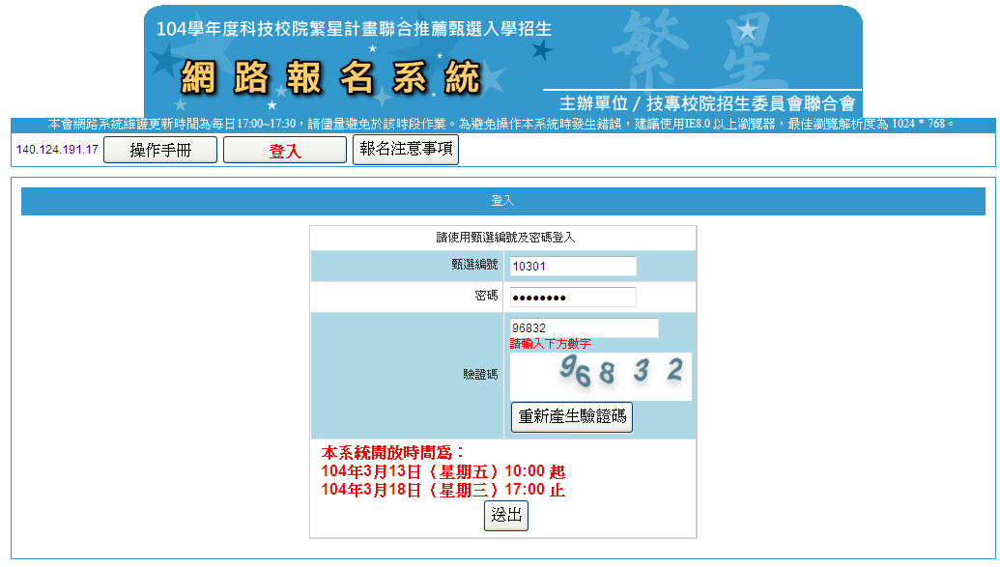 104學年度科技校院繁星計畫聯合推薦甄選入學招生
繁星
網路報名系統
主辦單位 / 技專校院招生委員會聯合會
本會網路系統維護更新時間為每日17:00~17:30，請儘量避免於該時段作業。為避免操作本系統時發生錯誤，建議使用IE8.0 以上瀏覽器，最佳瀏覽解析度為 1024 * 768。
140.124.191.17 操作手冊 登入 報名注意事項
登入
請使用甄選編號及密碼登入
甄選編號 10301
密碼 ●●●●●●●●
96832
請輸入下方數字
驗證碼 96832
重新產生驗證碼
本系統開放時間為：
104年3月13日（星期五）10:00 起
104年3月18日（星期三）17:00 止
送出